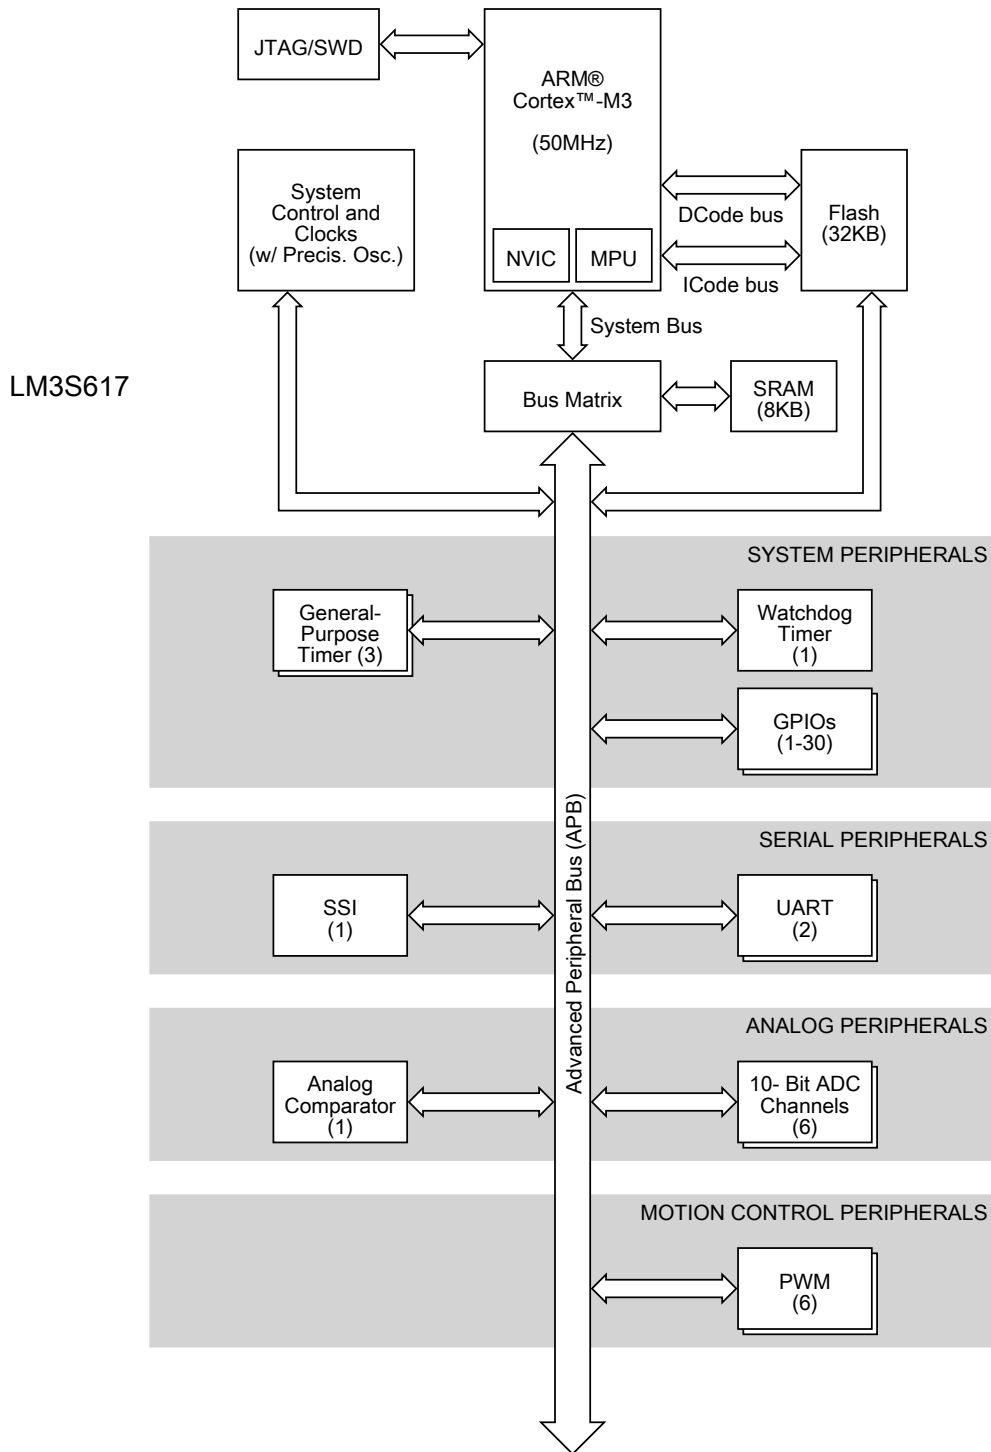 JTAG/SWD
ARM®
Cortex™-M3
(50MHz)
System
Control and
Clocks
(w/ Precis. Osc.)
DCode bus
Flash
(32KB)
NVIC
MPU
ICode bus
System Bus
LM3S617
Bus Matrix
SRAM
(8KB)
SYSTEM PERIPHERALS
General-
Purpose
Timer (3)
Watchdog
Timer
(1)
GPIOs
(1-30)
Advanced Peripheral Bus (APB)
SERIAL PERIPHERALS
SSI
(1)
UART
(2)
ANALOG PERIPHERALS
Analog
Comparator
(1)
10- Bit ADC
Channels
(6)
MOTION CONTROL PERIPHERALS
PWM
(6)